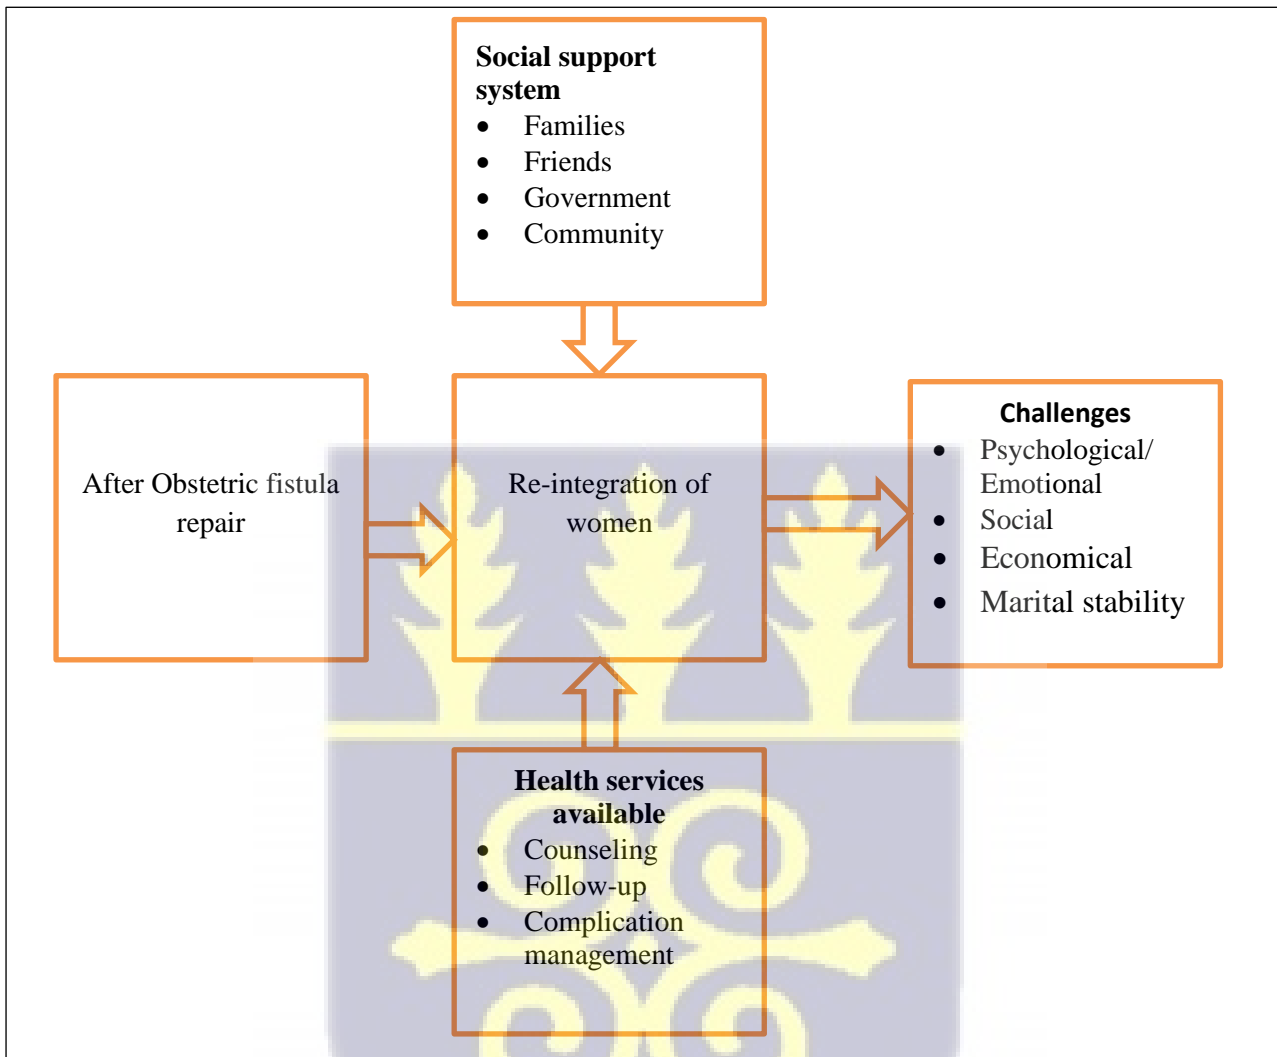 Social support
system
• Families
• Friends
• Government
• Community
After Obstetric fistula
repair
Re-integration of
women
Challenges
• Psychological/
Emotional
• Social
• Economical
• Marital stability
Health services
available
• Counseling
• Follow-up
• Complication
management